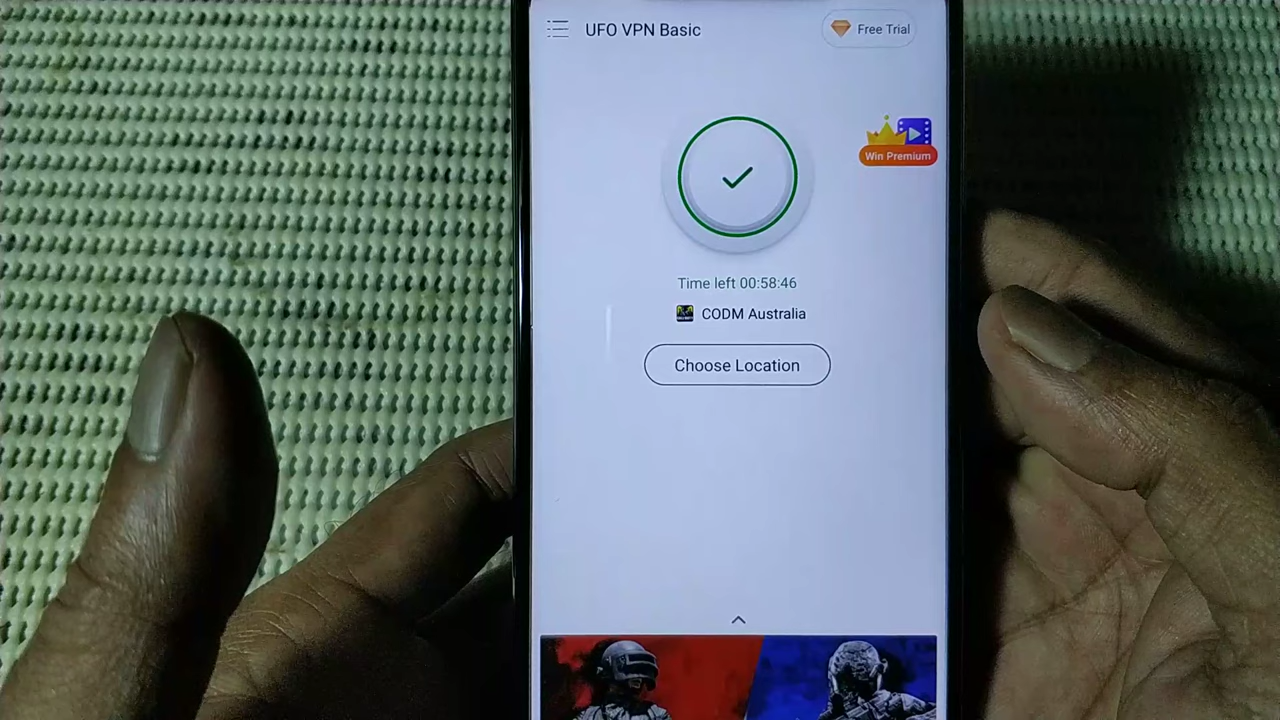 UFO VPN Basic
Free Trial
Win Premium
Time left 00:58:46
CODM Australia
Choose Location